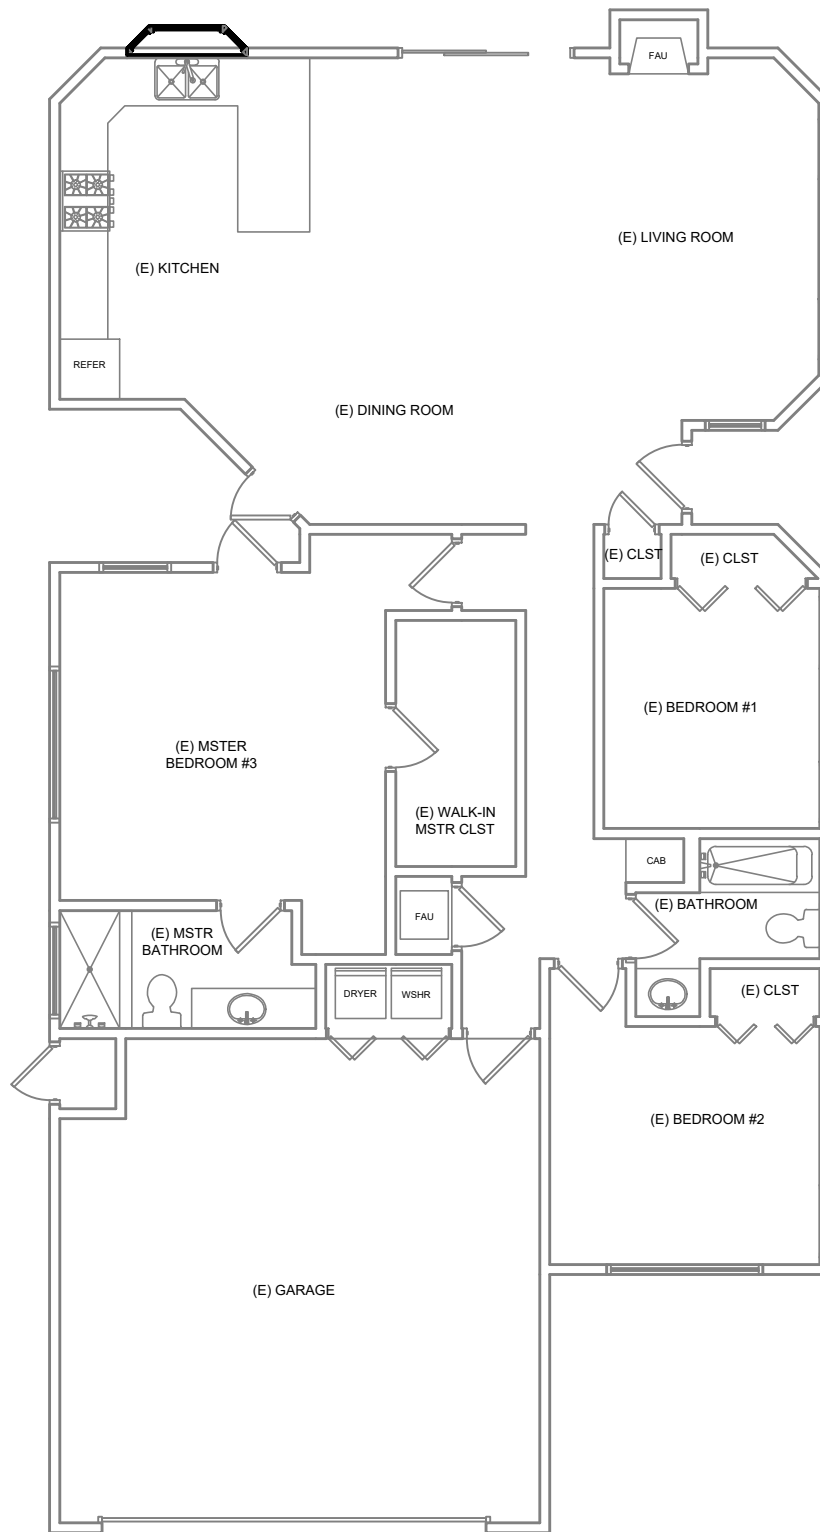 FAU
(E) LIVING ROOM
(E) KITCHEN
REFER
(E) DINING ROOM
(E) CLST
(E) CLST
(E) BEDROOM #1
(E) MSTER
BEDROOM #3
(E) WALK-IN
MSTR CLST
CAB
(E) BATHROOM
FAU
(E) MSTR
BATHROOM
DRYER
WSHR
(E) CLST
(E) BEDROOM #2
(E) GARAGE